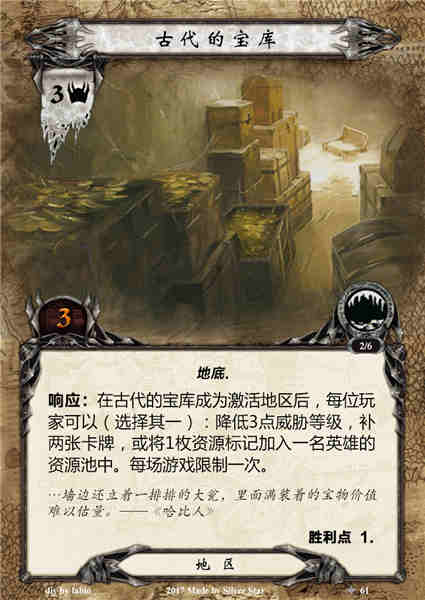 古代的宝库
3
3
2/6
地底.
响应：在古代的宝库成为激活地区后，每位玩
家可以（选择其一）：降低3点威胁等级，补
两张卡牌，或将1枚资源标记加入一名英雄的
资源池中。每场游戏限制一次。
…墙边还立着一排排的大瓮，里面满装着的宝物价值
难以估量。——《哈比人》
胜利点 1.
地区
diy by fabio
2017 Made by Silver Star
61